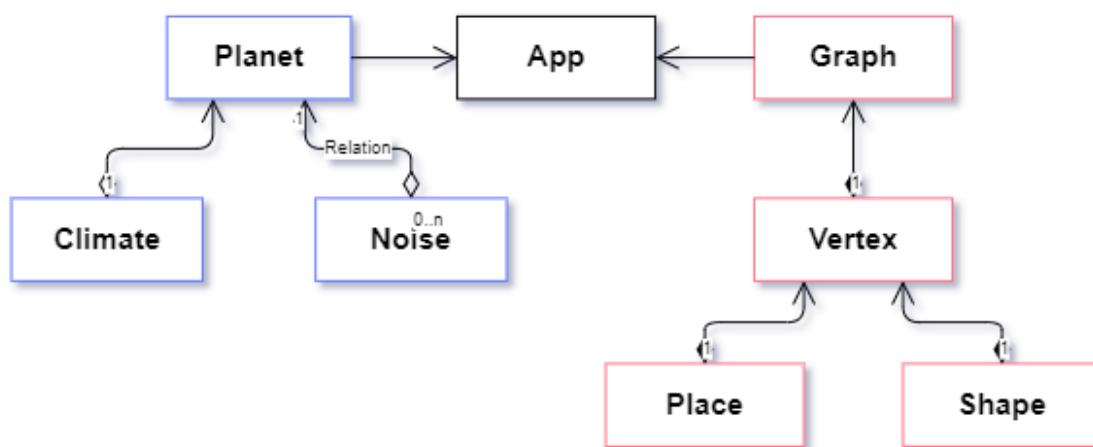 Planet
App
Graph
1
Relation
1
1
Climate
0..n
Noise
Vertex
1
1
Place
Shape